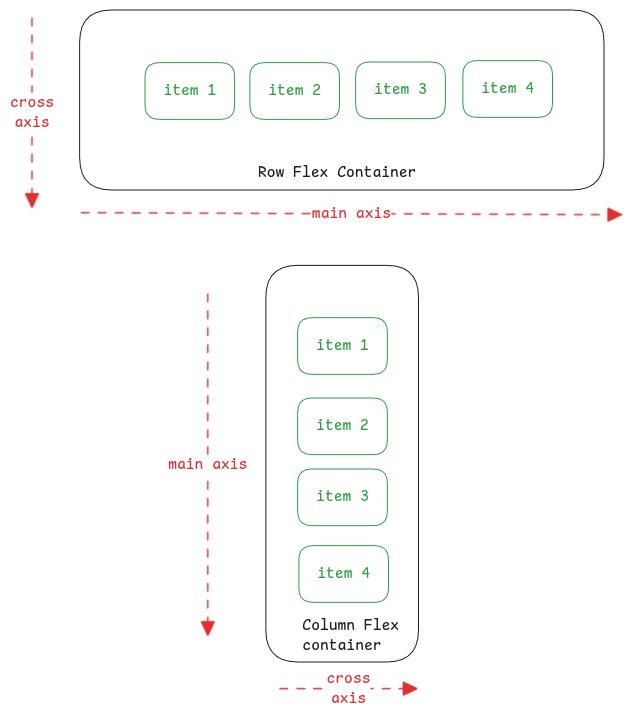 item 1
item 2
item 3
item 4
cross
axis
Row Flex Container
main axis
item 1
item 2
main axis
item 3
item 4
Column Flex
container
cross
axis